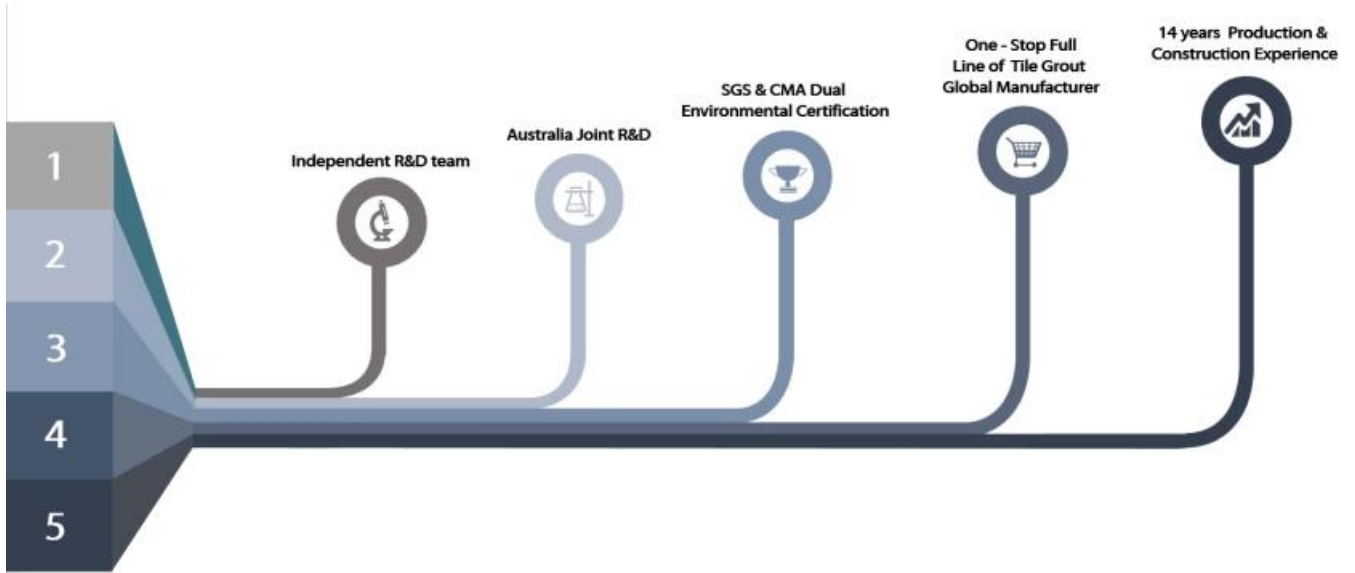 1
2
3
4
5
Independent R&D team
Australia Joint R&D
SGS & CMA Dual
Environmental Certification
One - Stop Full
Line of Tile Grout
Global Manufacturer
14 years Production &
Construction Experience